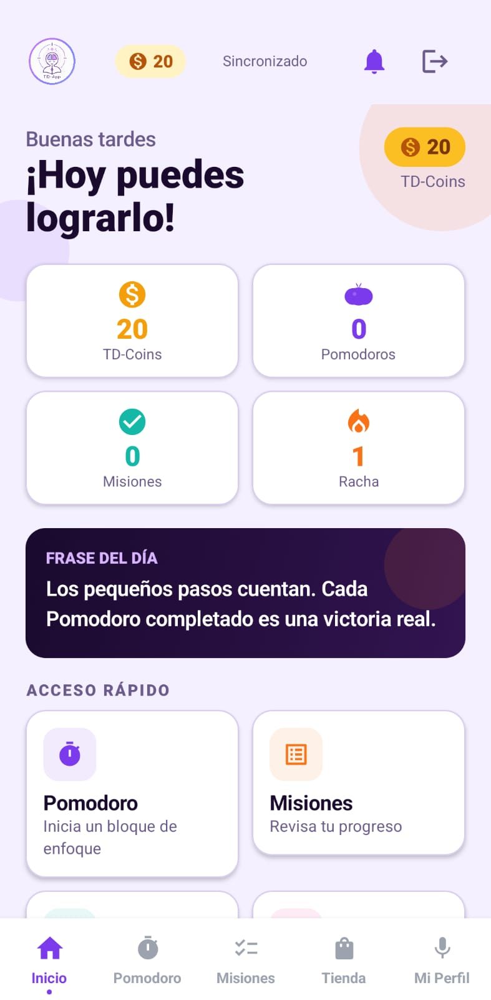 TD-App
20
Sincronizado
Buenas tardes
¡Hoy puedes
lograrlo!
20
TD-Coins
20
TD-Coins
0
Pomodoros
0
Misiones
1
Racha
FRASE DEL DÍA
Los pequeños pasos cuentan. Cada
Pomodoro completado es una victoria real.
ACCESO RÁPIDO
Pomodoro
Inicia un bloque de
enfoque
Misiones
Revisa tu progreso
Inicio
Pomodoro
Misiones
Tienda
Mi Perfil